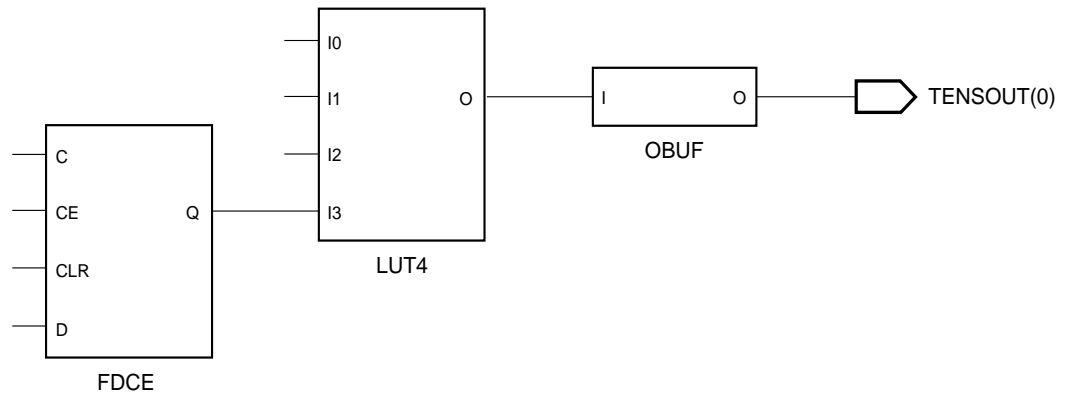 I0
I1
I2
I3
O
LUT4
I
O
OBUF
TENSOUT(0)
C
CE
CLR
D
Q
FDCE